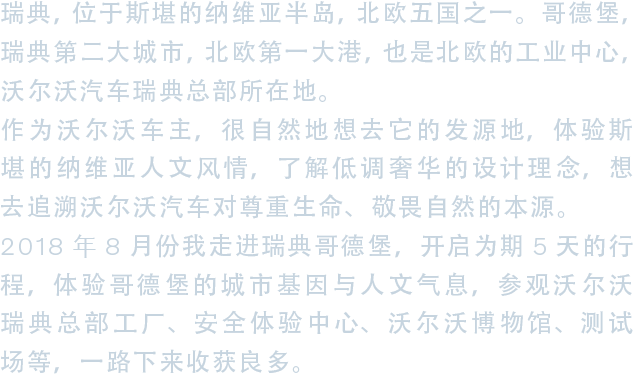 瑞典, 位于斯堪的纳维亚半岛, 北欧五国之一。哥德堡,
瑞典第二大城市, 北欧第一大港, 也是北欧的工业中心,
沃尔沃汽车瑞典总部所在地。
作为沃尔沃车主, 很自然地想去它的发源地, 体验斯
堪的纳维亚人文风情, 了解低调奢华的设计理念, 想
去追溯沃尔沃汽车对尊重生命、敬畏自然的本源。
2018 年 8 月份我走进瑞典哥德堡, 开启为期 5 天的行
程, 体验哥德堡的城市基因与人文气息, 参观沃尔沃
瑞典总部工厂、安全体验中心、沃尔沃博物馆、测试
场等, 一路下来收获良多。